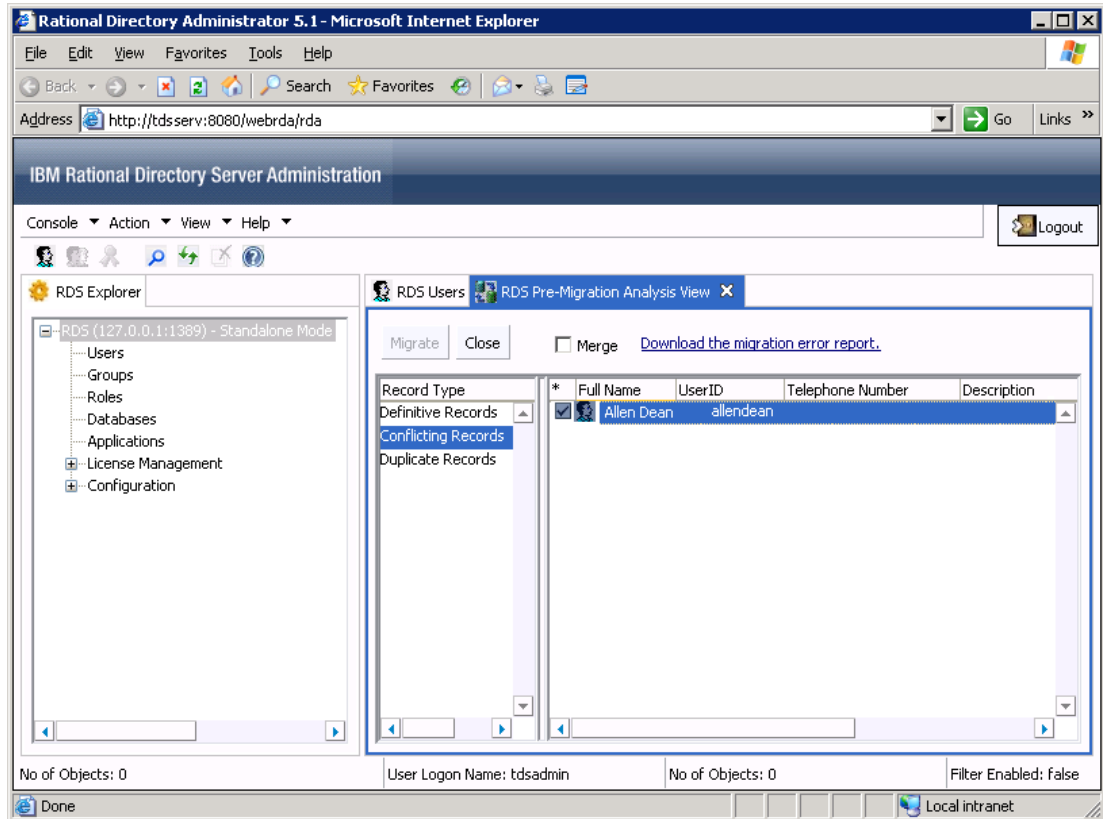 Rational Directory Administrator 5.1 - Microsoft Internet Explorer
File Edit View Favorites Tools Help
Back Search Favorites
Address http://tdsserv:8080/webrda/rda Go Links »
IBM Rational Directory Server Administration
Console Action View Help
Logout
RDS Explorer
RDS (127.0.0.1:1389) - Standalone Mode
Users
Groups
Roles
Databases
Applications
License Management
Configuration
RDS Users RDS Pre-Migration Analysis View X
Migrate Close Merge Download the migration error report.
Record Type
Definitive Records
Conflicting Records
Duplicate Records
* Full Name UserID Telephone Number Description
Allen Dean allendean
No of Objects: 0 User Logon Name: tdsadmin No of Objects: 0 Filter Enabled: false
Done Local intranet